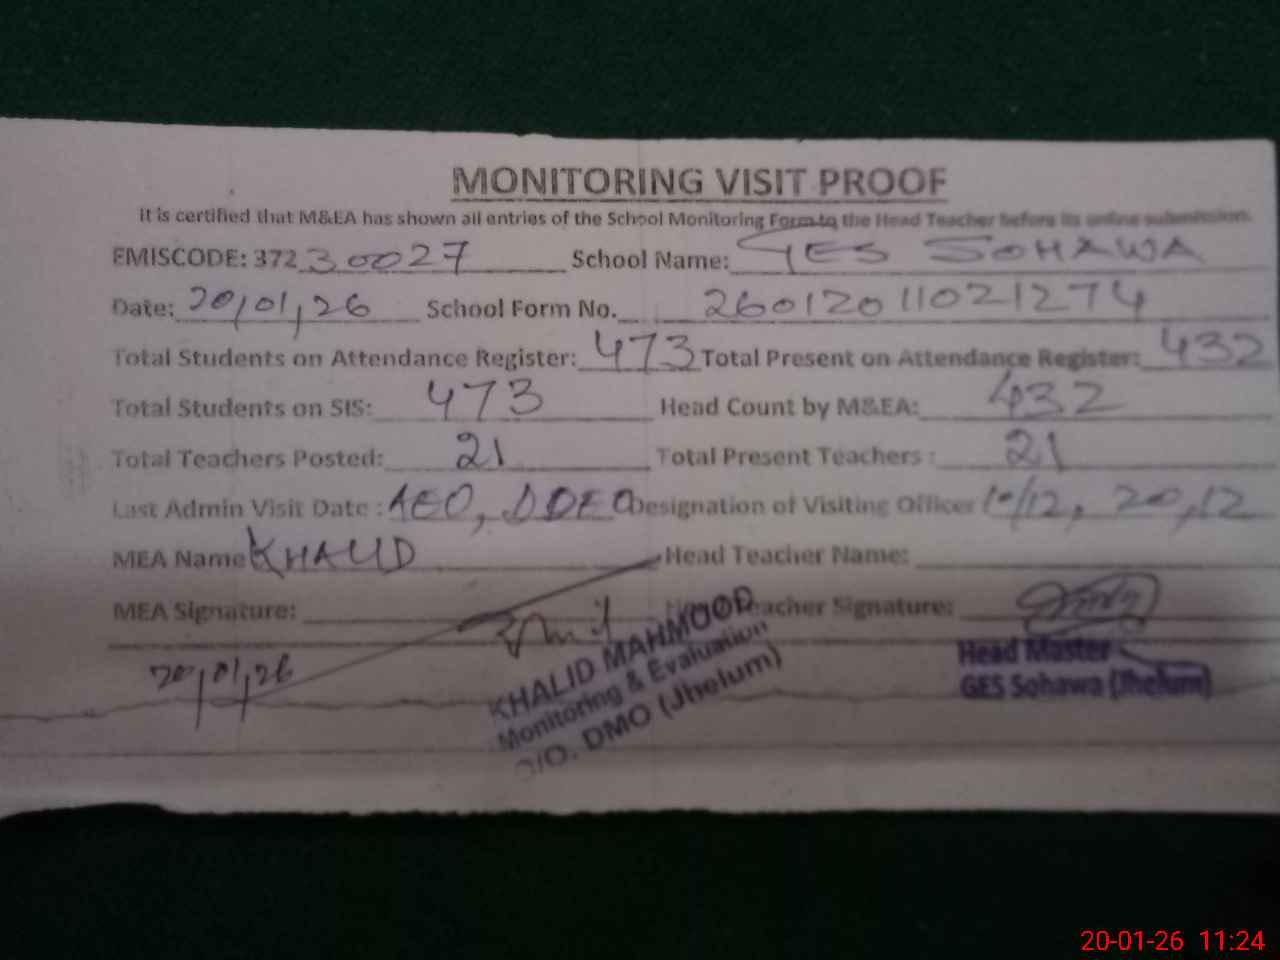 MONITORING VISIT PROOF
It is certified that M&EA has shown all entries of the School Monitoring Form to the Head Teacher before its online submission.
EMISCODE: 37230027 School Name: GES SOHAWA
Date: 20/01/26 School Form No. 26012011021274
Total Students on Attendance Register: 473 Total Present on Attendance Register: 432
Total Students on SIS: 473 Head Count by M&EA: 432
Total Teachers Posted: 21 Total Present Teachers : 21
Last Admin Visit Date : AEO, DDEO Designation of Visiting Officer 10/12, 20,12
MEA Name KHALID Head Teacher Name:
MEA Signature: Teacher Signature:
20/01/26
KHALID MAHMOOD
Monitoring & Evaluation
O/O. DMO (Jhelum)
Head Master
GES Sohawa (Jhelum)
20-01-26 11:24